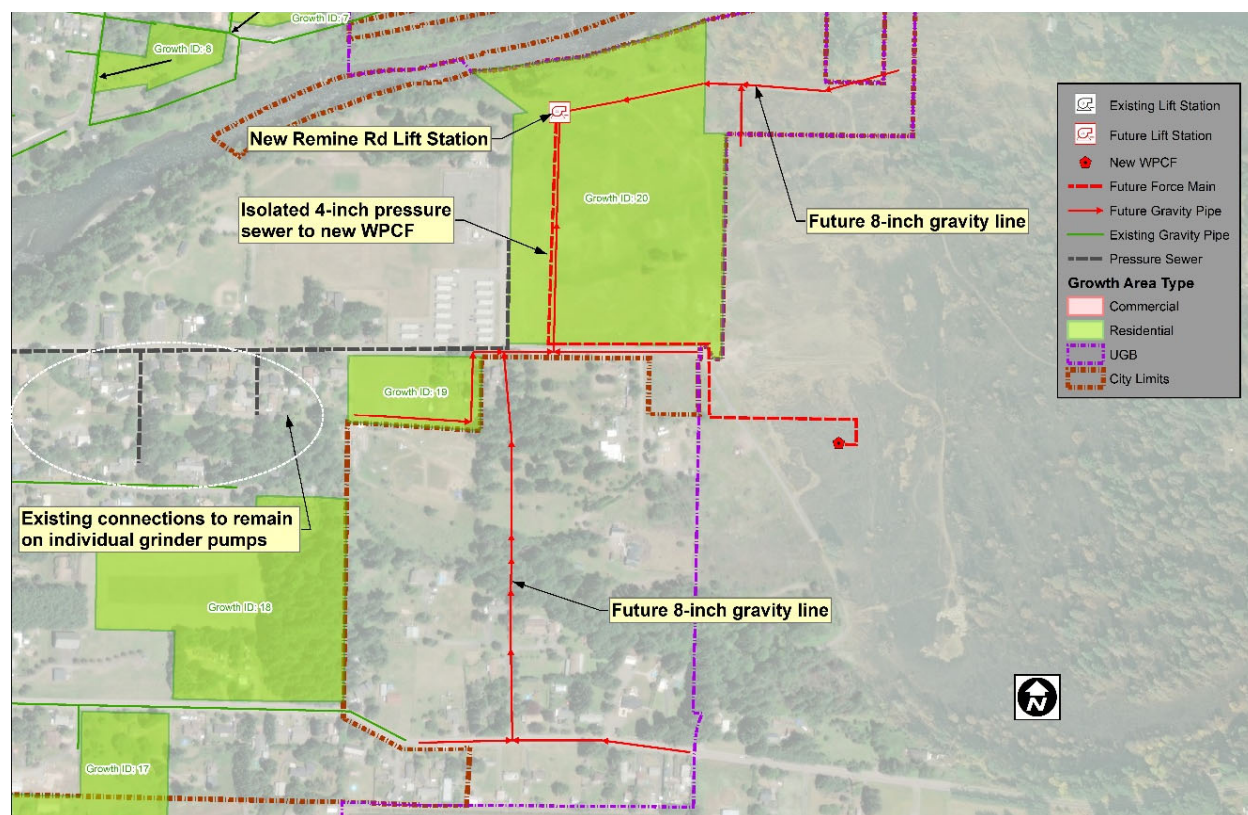 Growth ID: 7
Growth ID: 6
New Remine Rd Lift Station
Isolated 4-inch pressure
sewer to new WPCF
Growth ID: 20
Future 8-inch gravity line
Existing Lift Station
Future Lift Station
New WPCF
Future Force Main
Future Gravity Pipe
Existing Gravity Pipe
Pressure Sewer
Growth Area Type
Commercial
Residential
UGB
City Limits
Growth ID: 19
Existing connections to remain
on individual grinder pumps
Growth ID: 18
Future 8-inch gravity line
N
Growth ID: 17